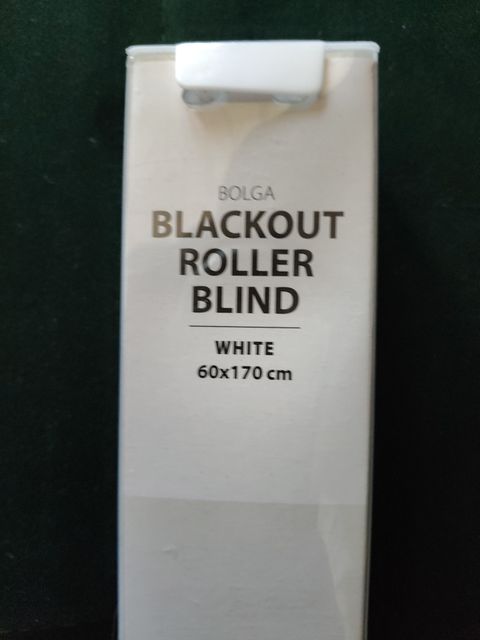 BOLGA
BLACKOUT
ROLLER
BLIND
WHITE
60x170 cm